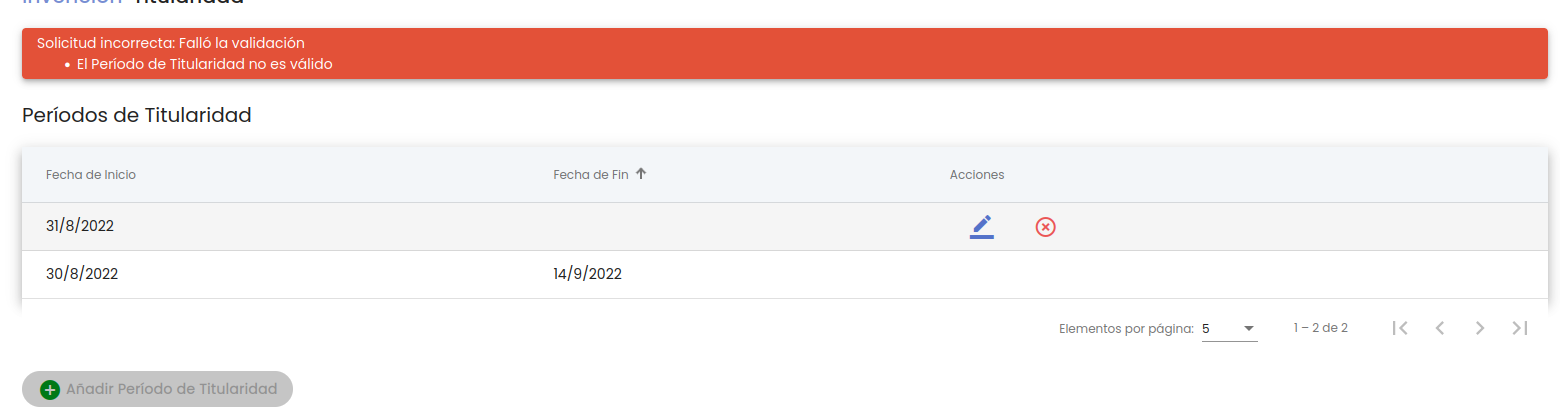 Invención Titularidad
Solicitud incorrecta: Falló la validación
• El Período de Titularidad no es válido
Períodos de Titularidad
Fecha de Inicio Fecha de Fin Acciones
31/8/2022
30/8/2022 14/9/2022
Elementos por página: 5 1 – 2 de 2
Añadir Período de Titularidad